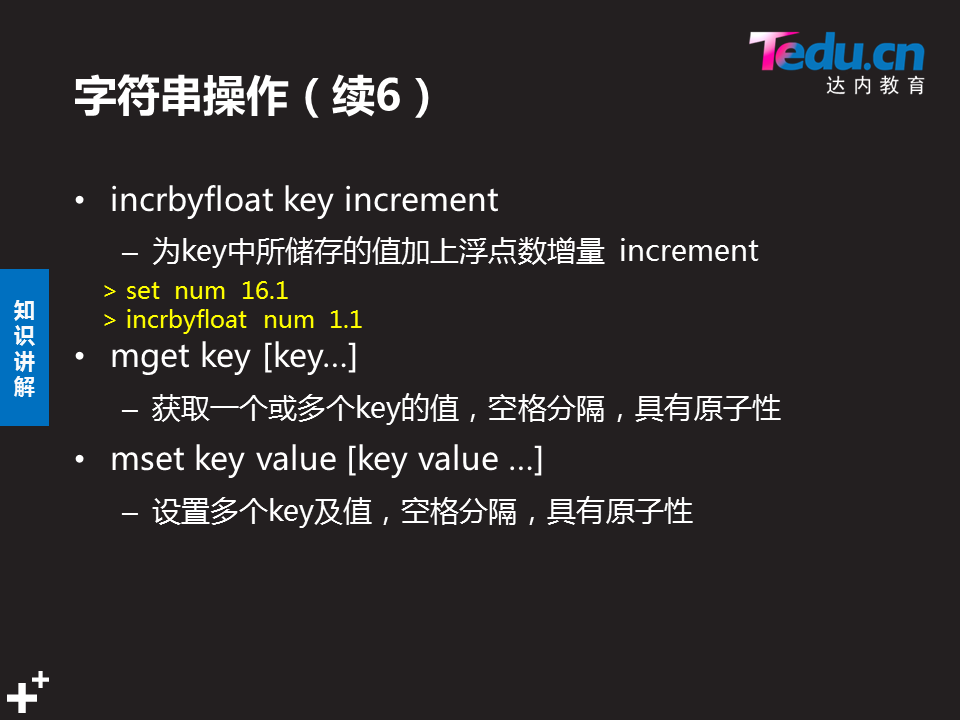 Tedu.cn
达内教育
字符串操作（续6）
• incrbyfloat key increment
– 为key中所储存的值加上浮点数增量 increment
> set num 16.1
> incrbyfloat num 1.1
• mget key [key…]
– 获取一个或多个key的值，空格分隔，具有原子性
• mset key value [key value …]
– 设置多个key及值，空格分隔，具有原子性
知识讲解